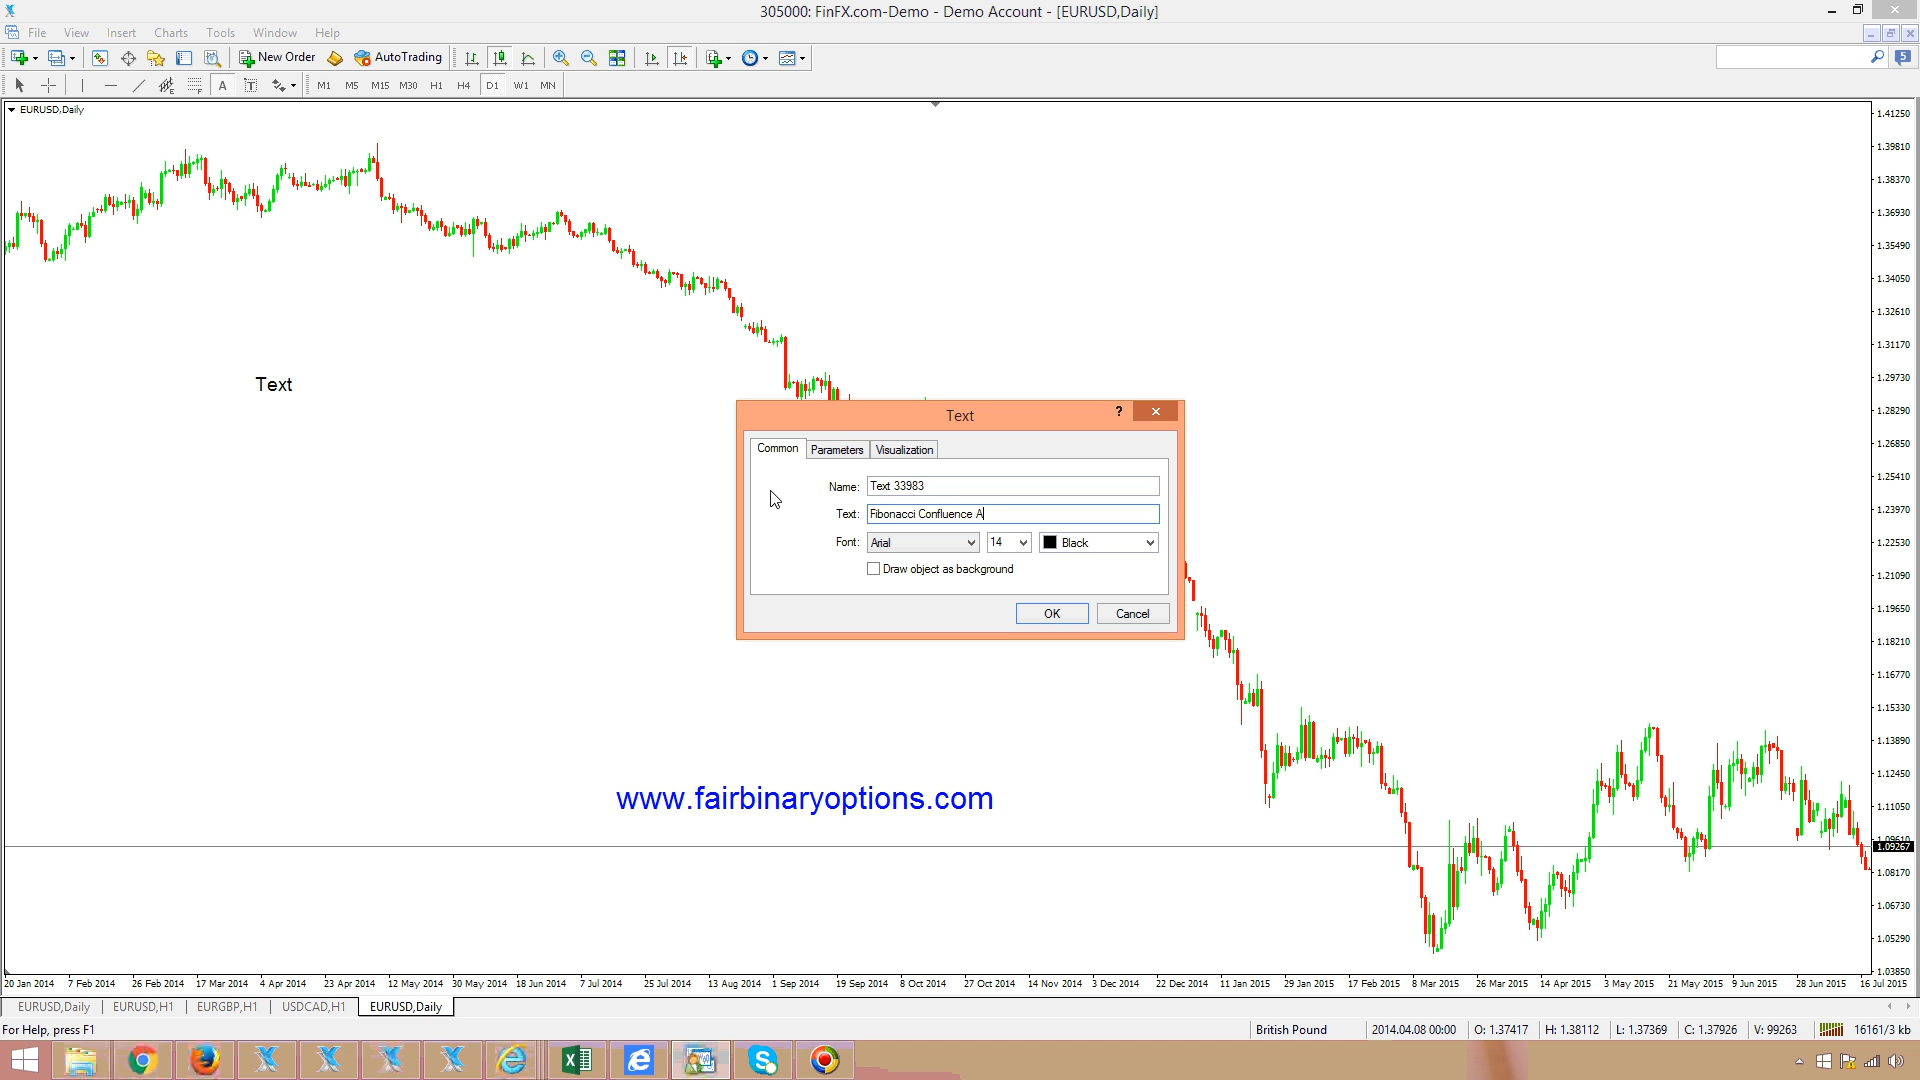 305000: FinFX.com-Demo - Demo Account - [EURUSD,Daily]
File View Insert Charts Tools Window Help
New Order AutoTrading
5
A T M1 M5 M15 M30 H1 H4 D1 W1 MN
EURUSD,Daily
1.41250
1.39810
1.38370
1.36930
1.35490
1.34050
1.32610
1.31170
1.29730
1.28290
1.26850
1.25410
1.23970
1.22530
1.21090
1.19650
1.18210
1.16770
1.15330
1.13890
1.12450
1.11050
1.09610
1.09267
1.08170
1.06730
1.05290
1.03850
Text
Text
?
Common Parameters Visualization
Name: Text 33983
Text: Fibonacci Confluence A
Font: Arial 14 Black
Draw object as background
OK Cancel
www.fairbinaryoptions.com
20 Jan 2014 7 Feb 2014 26 Feb 2014 17 Mar 2014 4 Apr 2014 23 Apr 2014 12 May 2014 30 May 2014 18 Jun 2014 7 Jul 2014 25 Jul 2014 13 Aug 2014 1 Sep 2014 19 Sep 2014 8 Oct 2014 27 Oct 2014 14 Nov 2014 3 Dec 2014 22 Dec 2014 11 Jan 2015 29 Jan 2015 17 Feb 2015 8 Mar 2015 26 Mar 2015 14 Apr 2015 3 May 2015 21 May 2015 9 Jun 2015 28 Jun 2015 16 Jul 2015
EURUSD,Daily EURUSD,H1 EURGBP,H1 USDCAD,H1 EURUSD,Daily
For Help, press F1 British Pound 2014.04.08 00:00 O: 1.37417 H: 1.38112 L: 1.37369 C: 1.37926 V: 99263 16161/3 kb